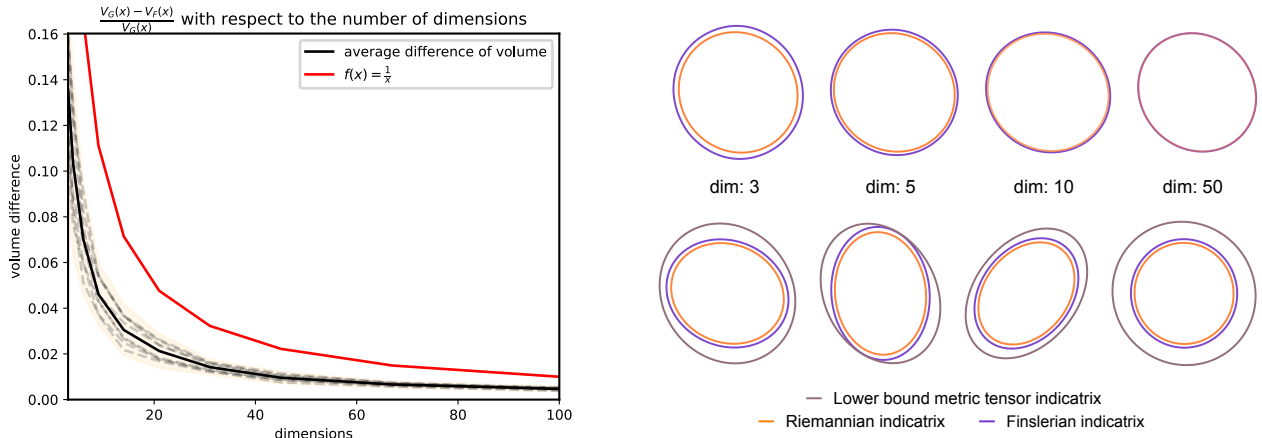 \frac{V_G(x) - V_F(x)}{V_G(x)} with respect to the number of dimensions
average difference of volume
f(x) = \frac{1}{x}
volume difference
0.16
0.14
0.12
0.10
0.08
0.06
0.04
0.02
0.00
20
40
60
80
100
dimensions
dim: 3
dim: 5
dim: 10
dim: 50
Lower bound metric tensor indicatrix
Riemannian indicatrix
Finslerian indicatrix